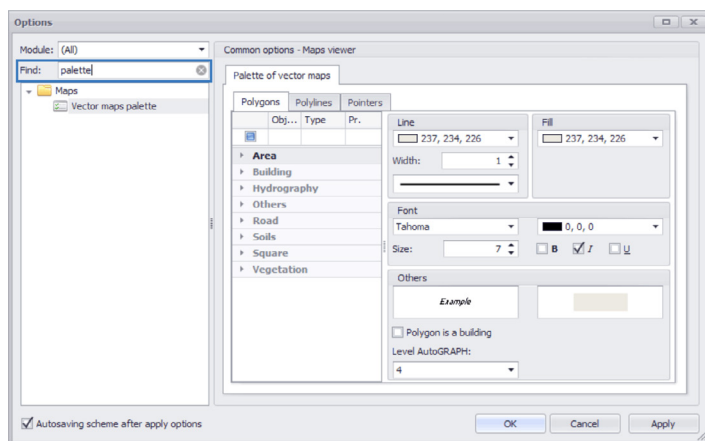 Options
Module: (All)
Find: palette
Maps
Vector maps palette
Common options - Maps viewer
Palette of vector maps
Polygons Polylines Pointers
Obj... Type Pr.
Area
Building
Hydrography
Others
Road
Soils
Square
Vegetation
Line
237, 234, 226
Width: 1
Fill
237, 234, 226
Font
Tahoma 0, 0, 0
Size: 7 B I U
Others
Example
Polygon is a building
Level AutoGRAPH:
4
Autosaving scheme after apply options
OK Cancel Apply